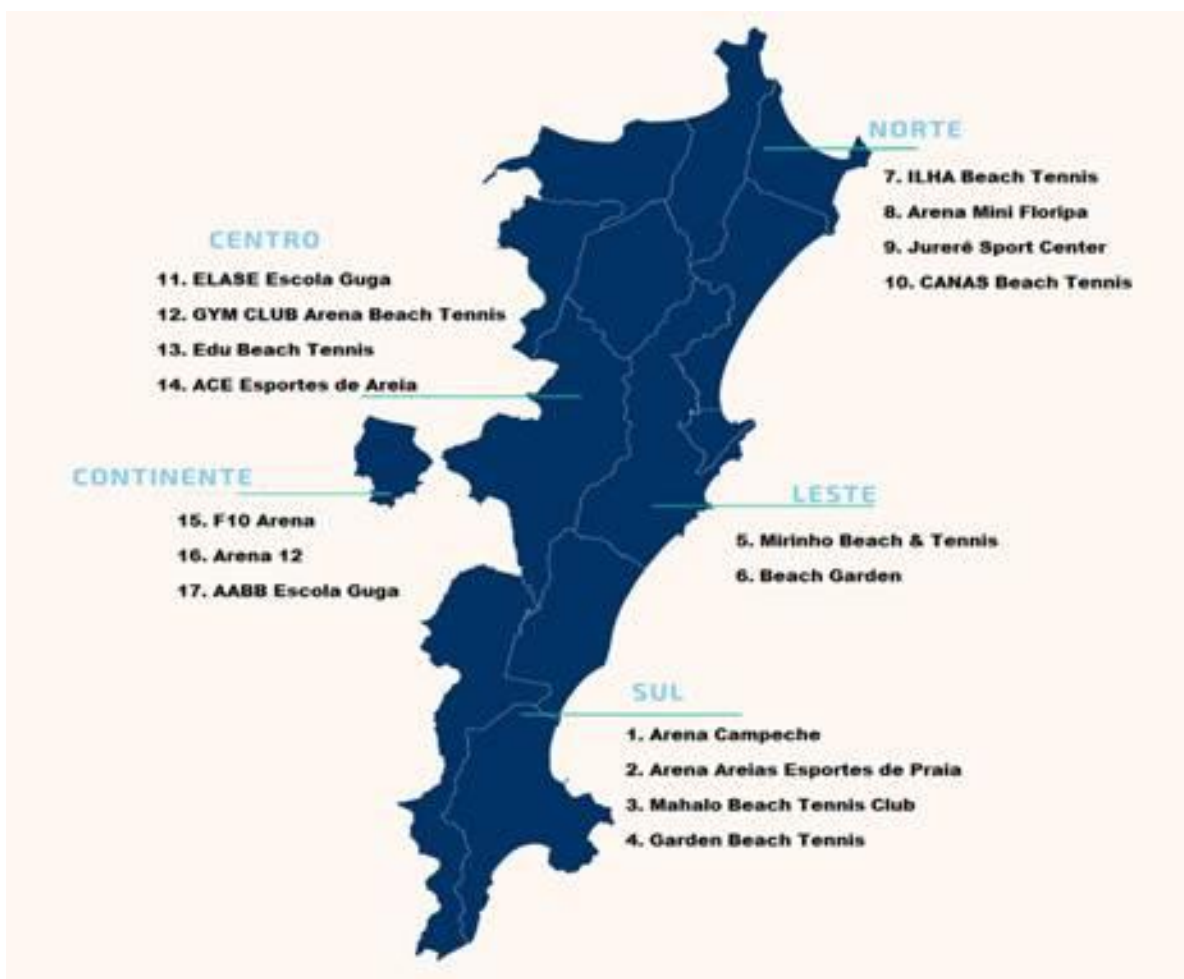 NORTE
7. ILHA Beach Tennis
8. Arena Mini Floripa
9. Jurerê Sport Center
10. CANAS Beach Tennis
CENTRO
11. ELASE Escola Guga
12. GYM CLUB Arena Beach Tennis
13. Edu Beach Tennis
14. ACE Esportes de Areia
CONTINENTE
15. F10 Arena
16. Arena 12
17. AABB Escola Guga
LESTE
5. Mirinho Beach & Tennis
6. Beach Garden
SUL
1. Arena Campeche
2. Arena Areias Esportes de Praia
3. Mahalo Beach Tennis Club
4. Garden Beach Tennis